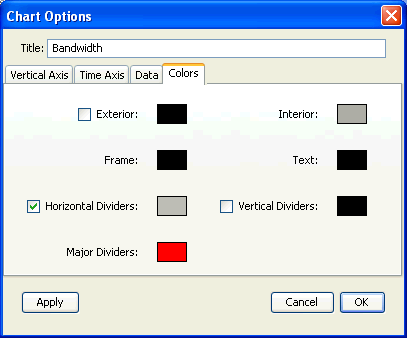 Chart Options
Title: Bandwidth
Vertical Axis Time Axis Data Colors
Exterior: Interior:
Frame: Text:
Horizontal Dividers: Vertical Dividers:
Major Dividers:
Apply Cancel OK